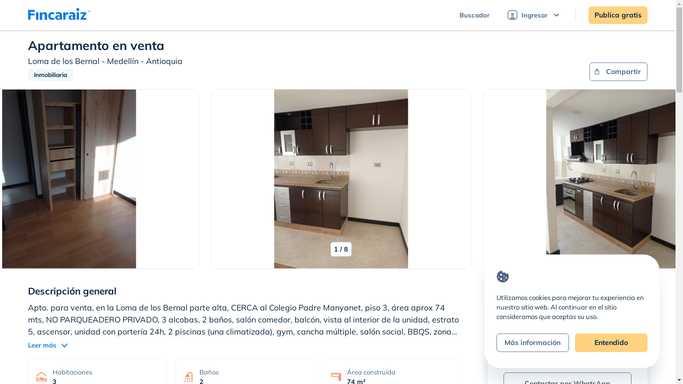 Fincaraiz
Buscador
Ingresar
Publica gratis
Apartamento en venta
Loma de los Bernal - Medellín - Antioquia
Inmobiliaria
Compartir
1 / 8
Descripción general
Apto. para venta, en la Loma de los Bernal parte alta, CERCA al Colegio Padre Manyanet, piso 3, área aprox 74
mts, NO PARQUEADERO PRIVADO, 3 alcobas, 2 baños, salón comedor, balcón, vista al interior de la unidad, estrato
5, ascensor, unidad con portería 24h, 2 piscinas (una climatizada), gym, cancha múltiple, salón social, BBQS, zona...
Leer más
Habitaciones
3
Baños
2
Área construida
74 m²
Utilizamos cookies para mejorar tu experiencia en
nuestro sitio web. Al continuar en el sitio
consideramos que aceptas su uso.
Más información
Entendido
Contactar por WhatsApp